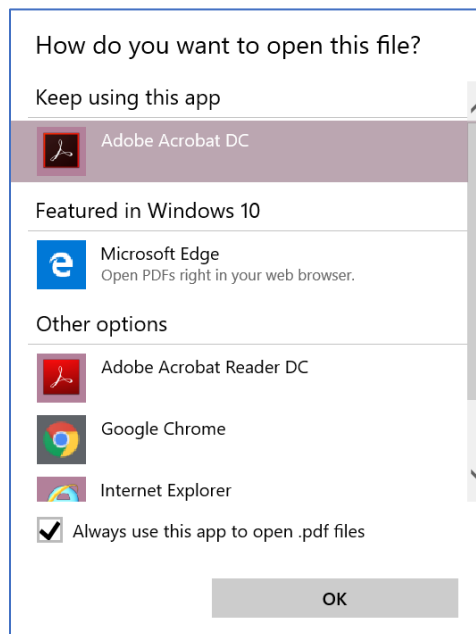 How do you want to open this file?
Keep using this app
Adobe Acrobat DC
Featured in Windows 10
Microsoft Edge
Open PDFs right in your web browser.
Other options
Adobe Acrobat Reader DC
Google Chrome
Internet Explorer
Always use this app to open .pdf files
OK